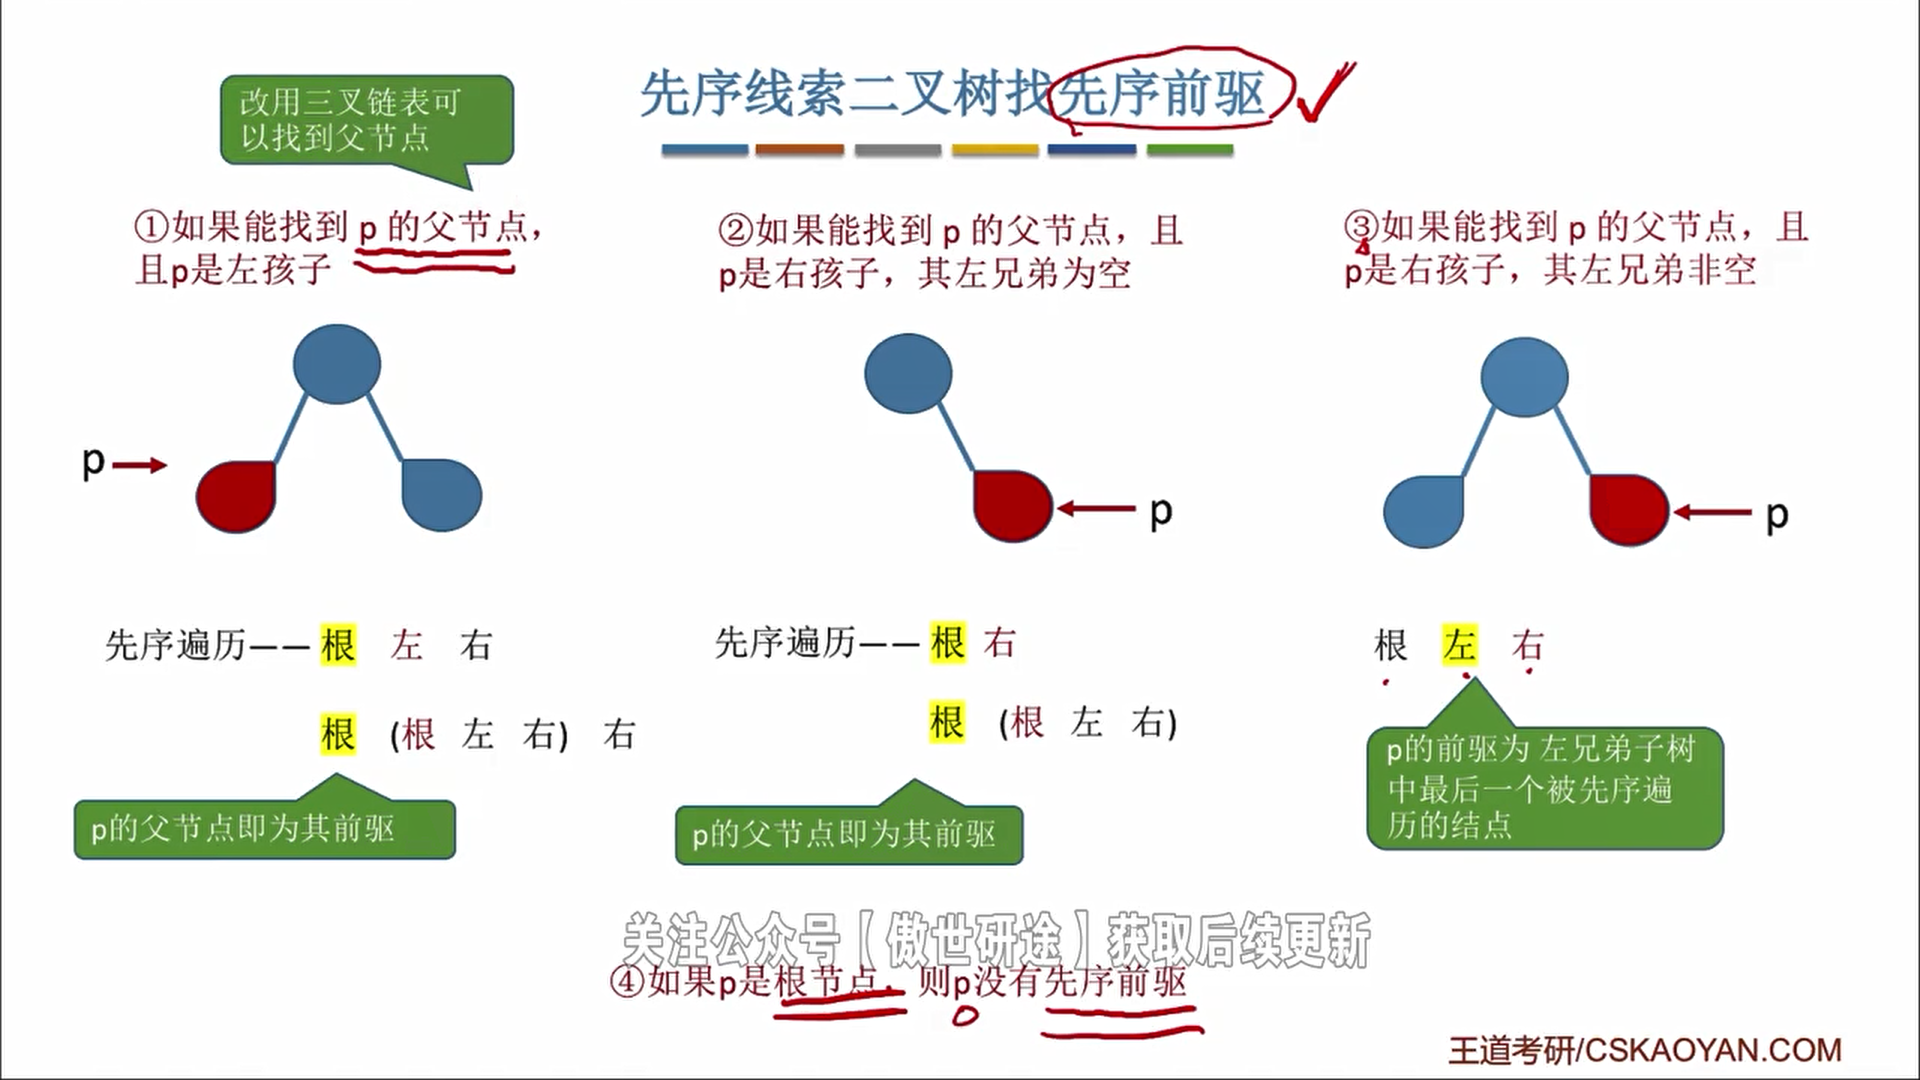 先序线索二叉树找先序前驱
改用三叉链表可
以找到父节点
①如果能找到 p 的父节点，
且p是左孩子
p
先序遍历——根 左 右
根 (根 左 右) 右
p的父节点即为其前驱
②如果能找到 p 的父节点，且
p是右孩子，其左兄弟为空
p
先序遍历——根 右
根 (根 左 右)
p的父节点即为其前驱
③如果能找到 p 的父节点，且
p是右孩子，其左兄弟非空
p
根 左 右
p的前驱为 左兄弟子树
中最后一个被先序遍
历的结点
关注公众号【傲世研途】获取后续更新
④如果p是根节点，则p没有先序前驱
王道考研/CSKAOYAN.COM